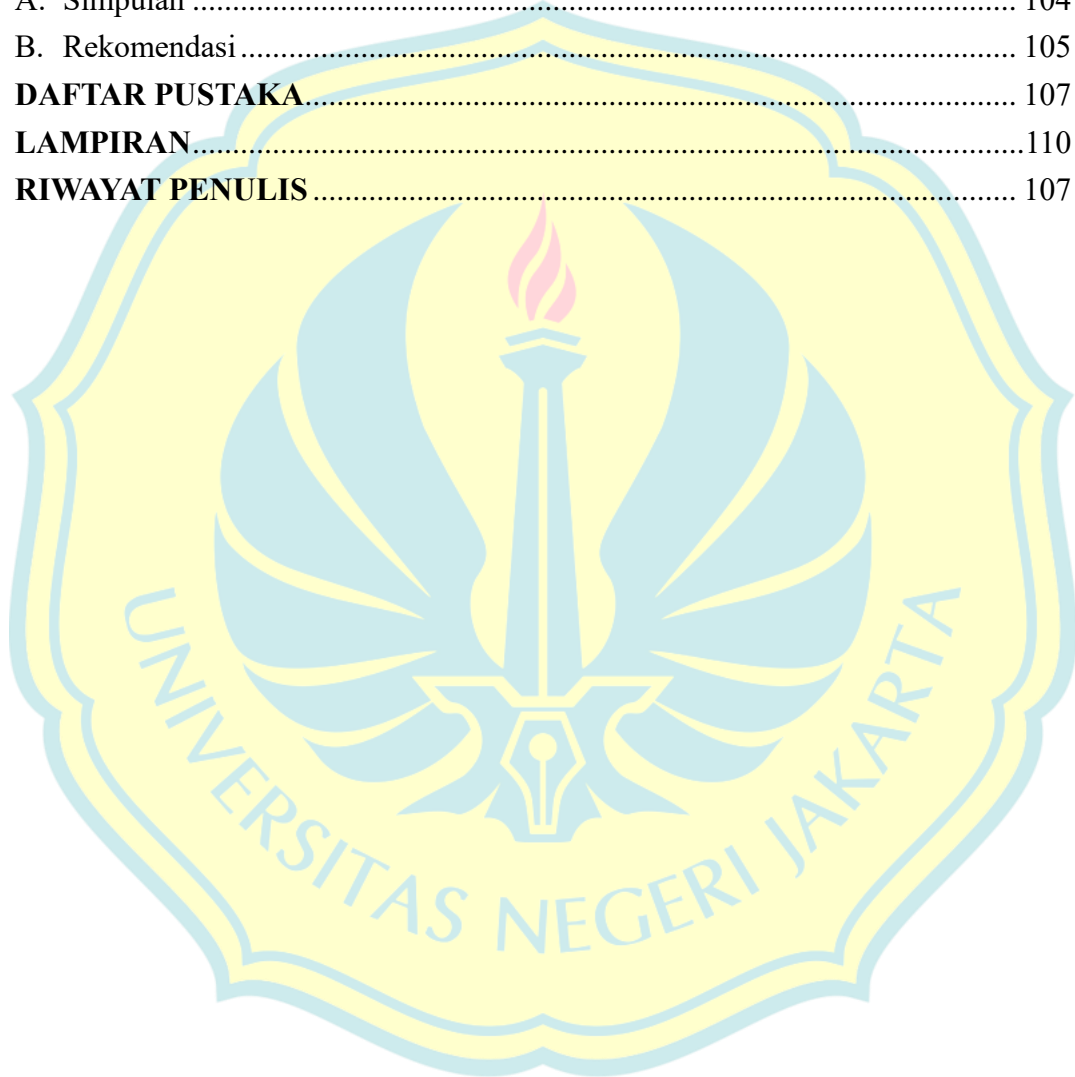 A. Simpulan ........................................................................................................ 104
B. Rekomendasi ................................................................................................ 105
DAFTAR PUSTAKA ........................................................................................ 107
LAMPIRAN ......................................................................................................110
RIWAYAT PENULIS ....................................................................................... 107
UNIVERSITAS NEGERI JAKARTA